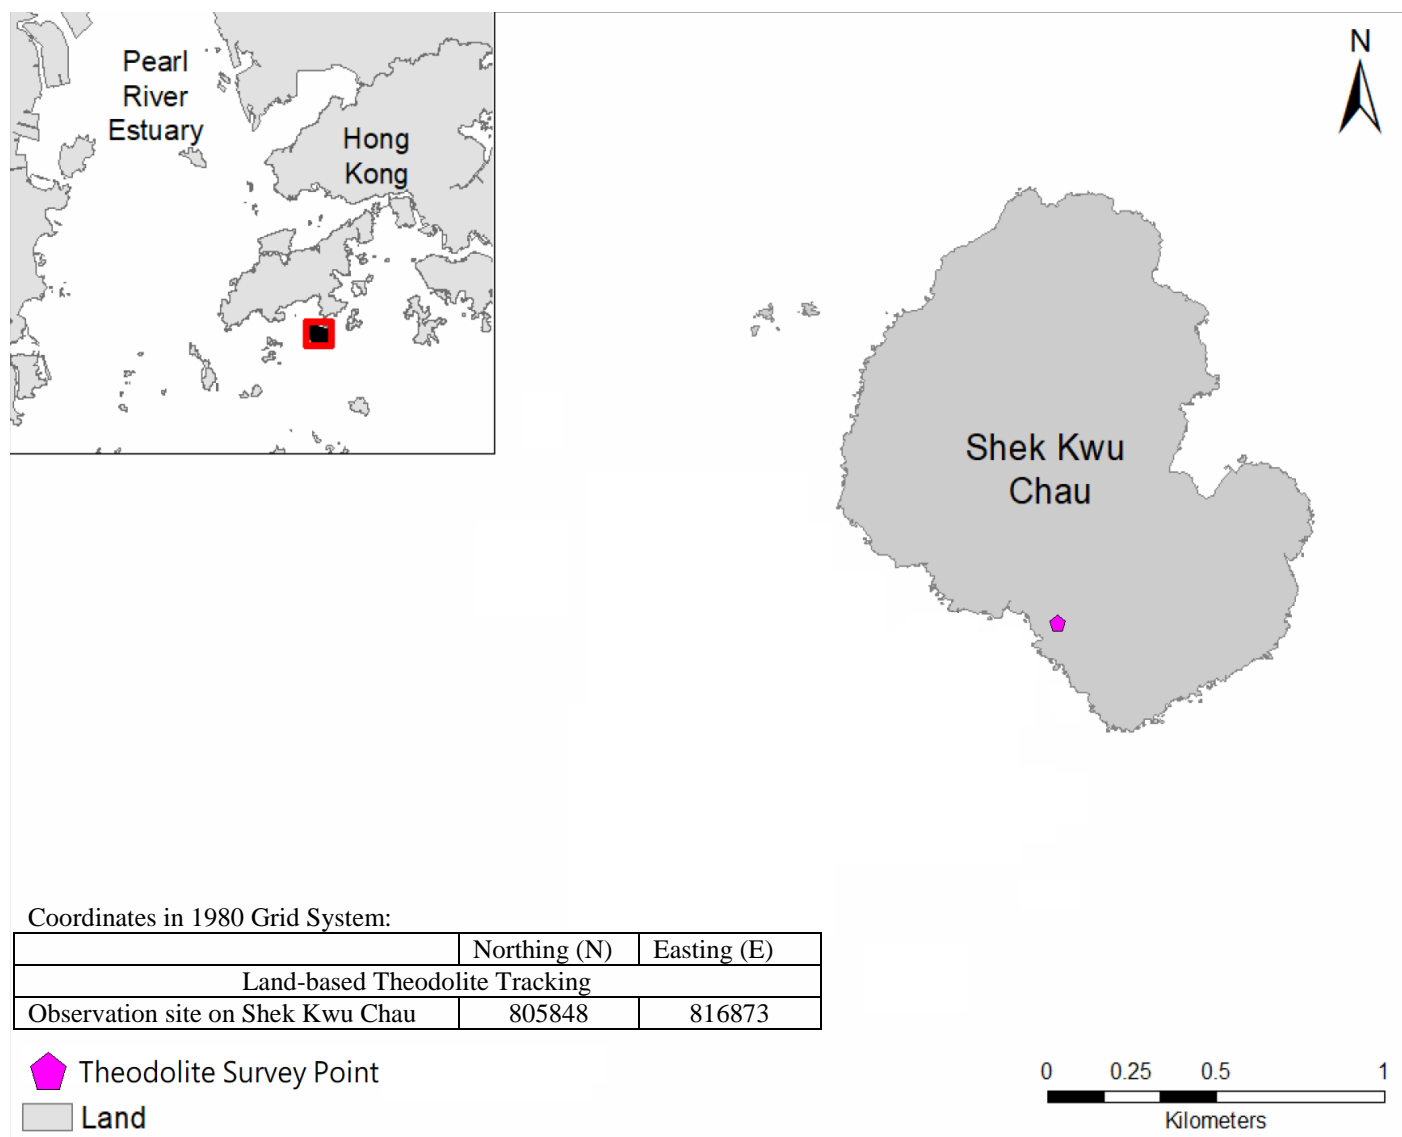 Pearl
River
Estuary
Hong
Kong
N
Shek Kwu
Chau
Coordinates in 1980 Grid System:
Northing (N) Easting (E)
Land-based Theodolite Tracking
Observation site on Shek Kwu Chau 805848 816873
Theodolite Survey Point
Land
0 0.25 0.5 1
Kilometers